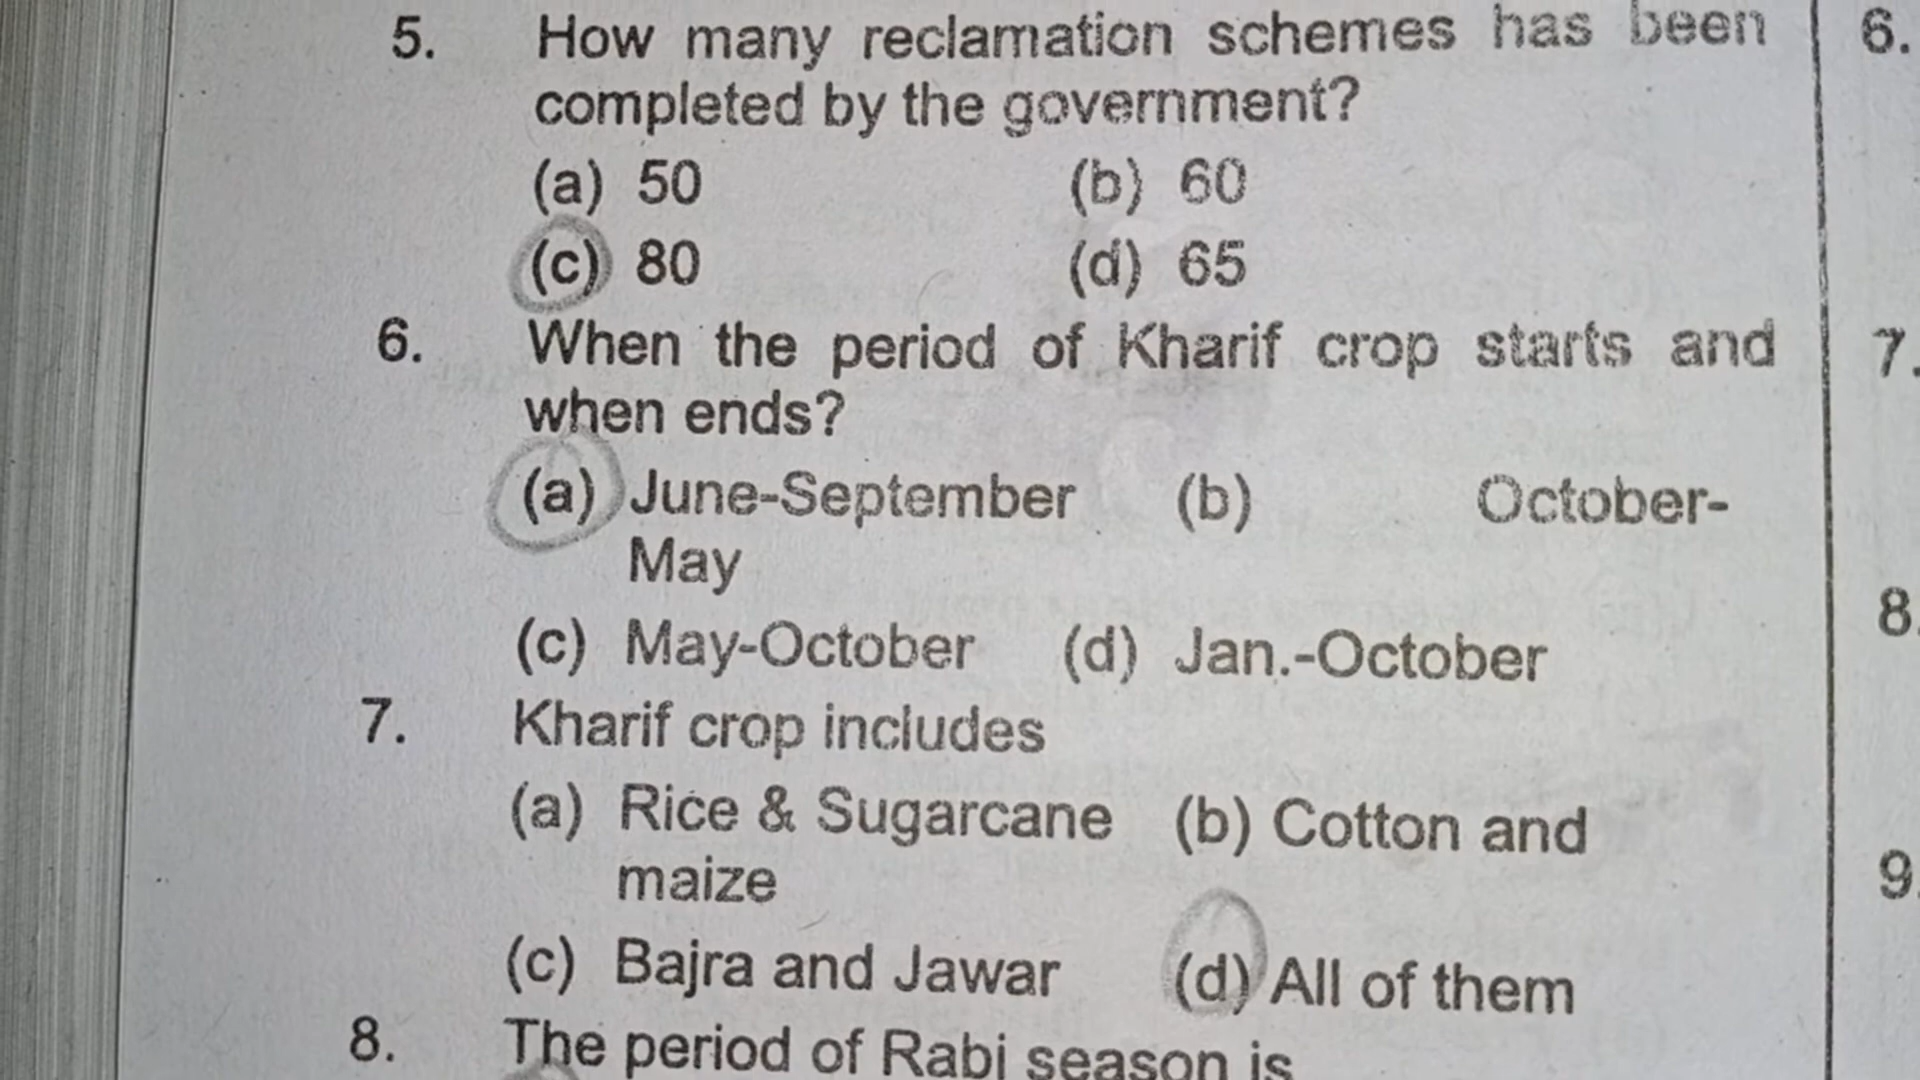 5. How many reclamation schemes has been
completed by the government?
(a) 50 (b) 60
(c) 80 (d) 65
6. When the period of Kharif crop starts and
when ends?
(a) June-September (b) October-
May
(c) May-October (d) Jan.-October
7. Kharif crop includes
(a) Rice & Sugarcane (b) Cotton and
maize
(c) Bajra and Jawar (d) All of them
8. The period of Rabi season is
6.
7.
8.
9.